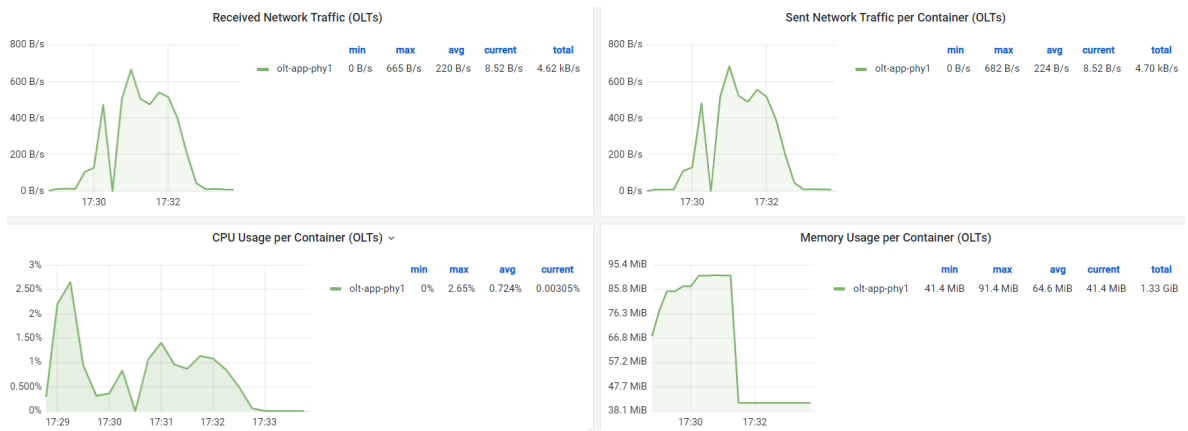 Received Network Traffic (OLTs)
800 B/s
600 B/s
400 B/s
200 B/s
0 B/s
17:30 17:32
min max avg current total
olt-app-phy1 0 B/s 665 B/s 220 B/s 8.52 B/s 4.62 kB/s
Sent Network Traffic per Container (OLTs)
800 B/s
600 B/s
400 B/s
200 B/s
0 B/s
17:30 17:32
min max avg current total
olt-app-phy1 0 B/s 682 B/s 224 B/s 8.52 B/s 4.70 kB/s
CPU Usage per Container (OLTs)
3%
2.50%
2%
1.50%
1%
0.500%
0%
17:29 17:30 17:31 17:32 17:33
min max avg current
olt-app-phy1 0% 2.65% 0.724% 0.00305%
Memory Usage per Container (OLTs)
95.4 MiB
85.8 MiB
76.3 MiB
66.8 MiB
57.2 MiB
47.7 MiB
38.1 MiB
17:30 17:32
min max avg current total
olt-app-phy1 41.4 MiB 91.4 MiB 64.6 MiB 41.4 MiB 1.33 GiB